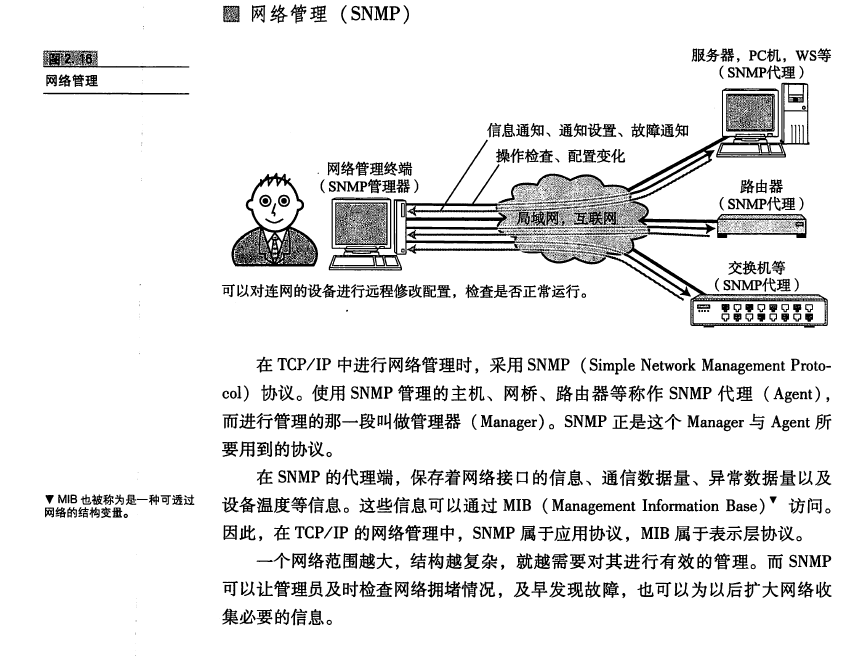 网络管理（SNMP）
图2.16
网络管理
服务器，PC机，WS等
（SNMP代理）
信息通知、通知设置、故障通知
操作检查、配置变化
网络管理终端
（SNMP管理器）
路由器
（SNMP代理）
局域网，互联网
交换机等
（SNMP代理）
可以对连网的设备进行远程修改配置，检查是否正常运行。
在 TCP/IP 中进行网络管理时，采用 SNMP（Simple Network Management Proto-
col）协议。使用 SNMP 管理的主机、网桥、路由器等称作 SNMP 代理（Agent），
而进行管理的那一段叫做管理器（Manager）。SNMP 正是这个 Manager 与 Agent 所
要用到的协议。
在 SNMP 的代理端，保存着网络接口的信息、通信数据量、异常数据量以及
▼ MIB 也被称为是一种可透过
网络的结构变量。
设备温度等信息。这些信息可以通过 MIB（Management Information Base）▼ 访问。
因此，在 TCP/IP 的网络管理中，SNMP 属于应用协议，MIB 属于表示层协议。
一个网络范围越大，结构越复杂，就越需要对其进行有效的管理。而 SNMP
可以让管理员及时检查网络拥堵情况，及早发现故障，也可以为以后扩大网络收
集必要的信息。